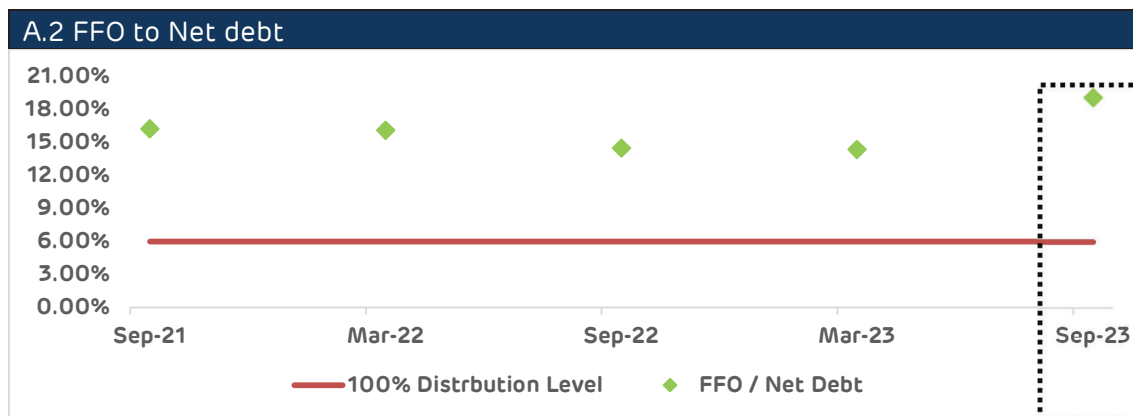 A.2 FFO to Net debt
21.00%
18.00%
15.00%
12.00%
9.00%
6.00%
3.00%
0.00%
Sep-21 Mar-22 Sep-22 Mar-23 Sep-23
100% Distrbution Level FFO / Net Debt